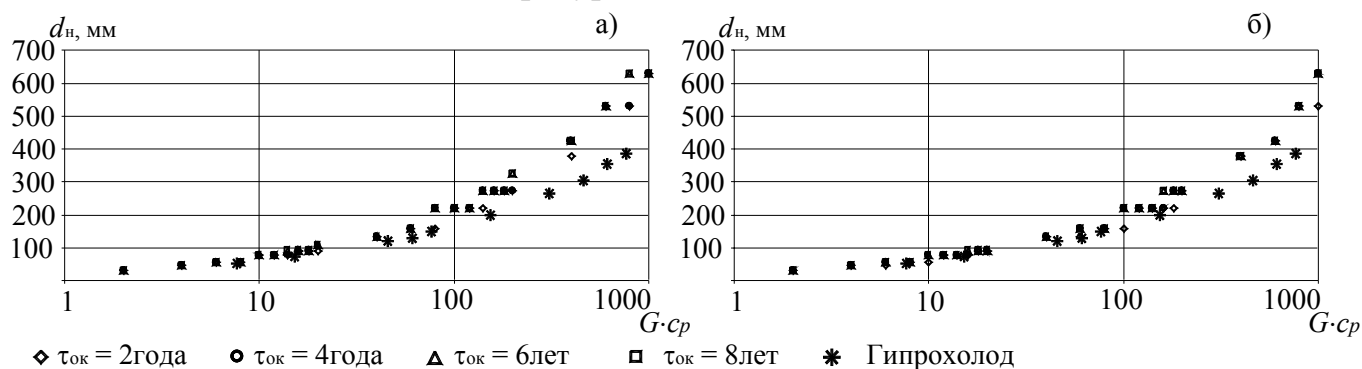 dн, мм а) dн, мм б)
700 700
600 600
500 500
400 400
300 300
200 200
100 100
1 10 100 1000 1 10 100 1000
G·cp G·cp
τок = 2года τок = 4года τок = 6лет τок = 8лет Гипрохолод